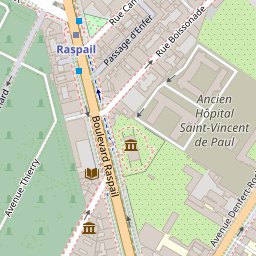 Rue Cam
Passage d'Enfer
Rue Boissonade
Raspail
Ancien
Hôpital
Saint-Vincent
de Paul
Boulevard Raspail
Avenue Thierry
Avenue Denfert-Ro